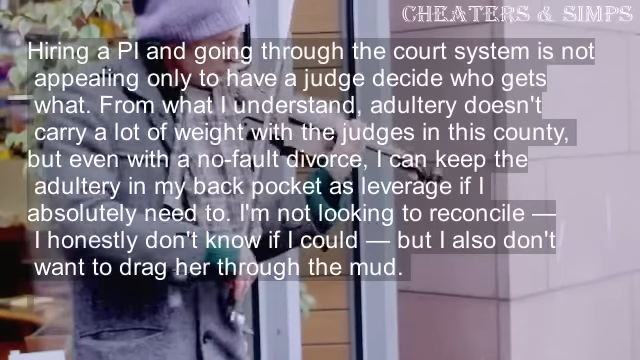 CHEATERS & SIMPS
Hiring a PI and going through the court system is not
appealing only to have a judge decide who gets
what. From what I understand, adultery doesn't
carry a lot of weight with the judges in this county,
but even with a no-fault divorce, I can keep the
adultery in my back pocket as leverage if I
absolutely need to. I'm not looking to reconcile —
I honestly don't know if I could — but I also don't
want to drag her through the mud.